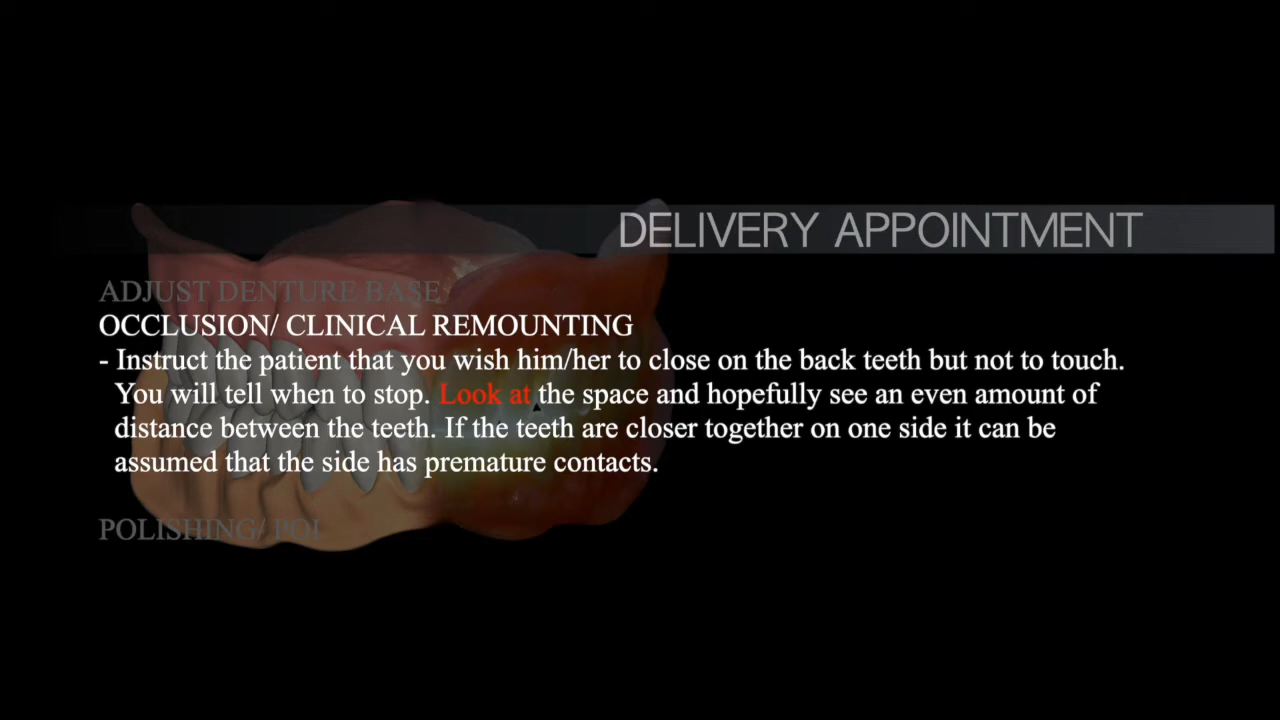 DELIVERY APPOINTMENT
ADJUST DENTURE BASE
OCCLUSION/ CLINICAL REMOUNTING
- Instruct the patient that you wish him/her to close on the back teeth but not to touch.
You will tell when to stop. Look at the space and hopefully see an even amount of
distance between the teeth. If the teeth are closer together on one side it can be
assumed that the side has premature contacts.
POLISHING/ POI